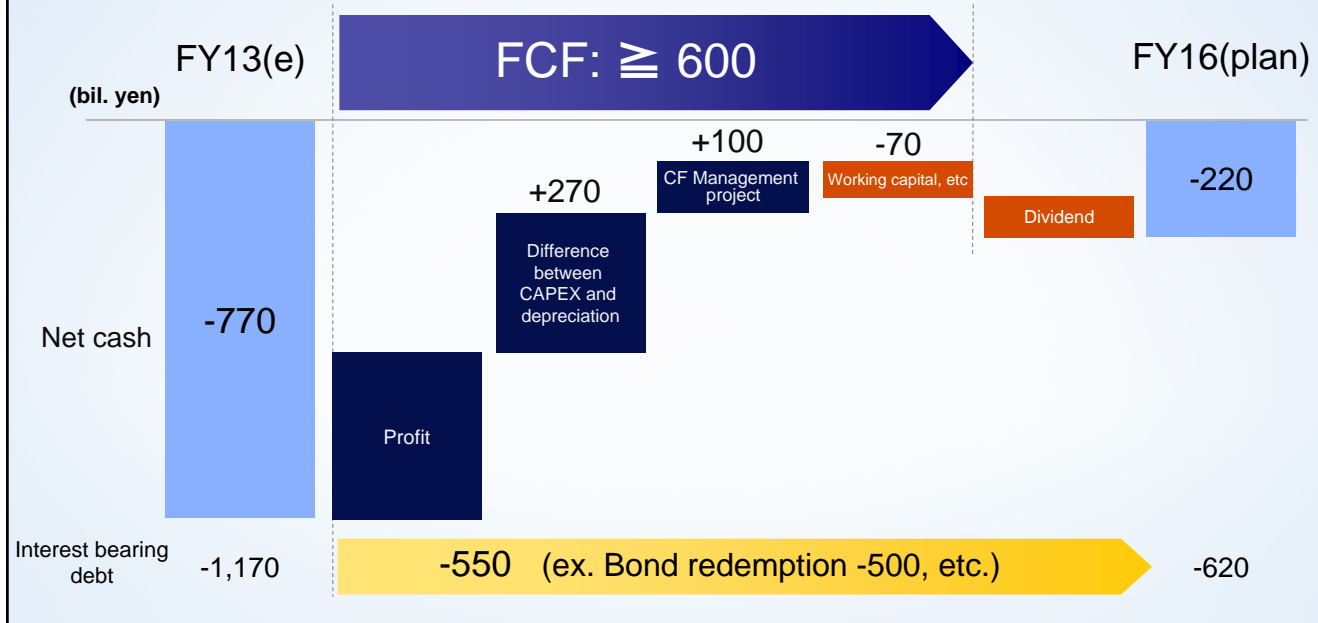 FY13(e)
FCF: ≧ 600
FY16(plan)
(bil. yen)
+100
-70
+270
CF Management
project
Working capital, etc
-220
Dividend
Difference
between
CAPEX and
depreciation
Net cash
-770
Profit
Interest bearing
debt
-1,170
-550 (ex. Bond redemption -500, etc.)
-620